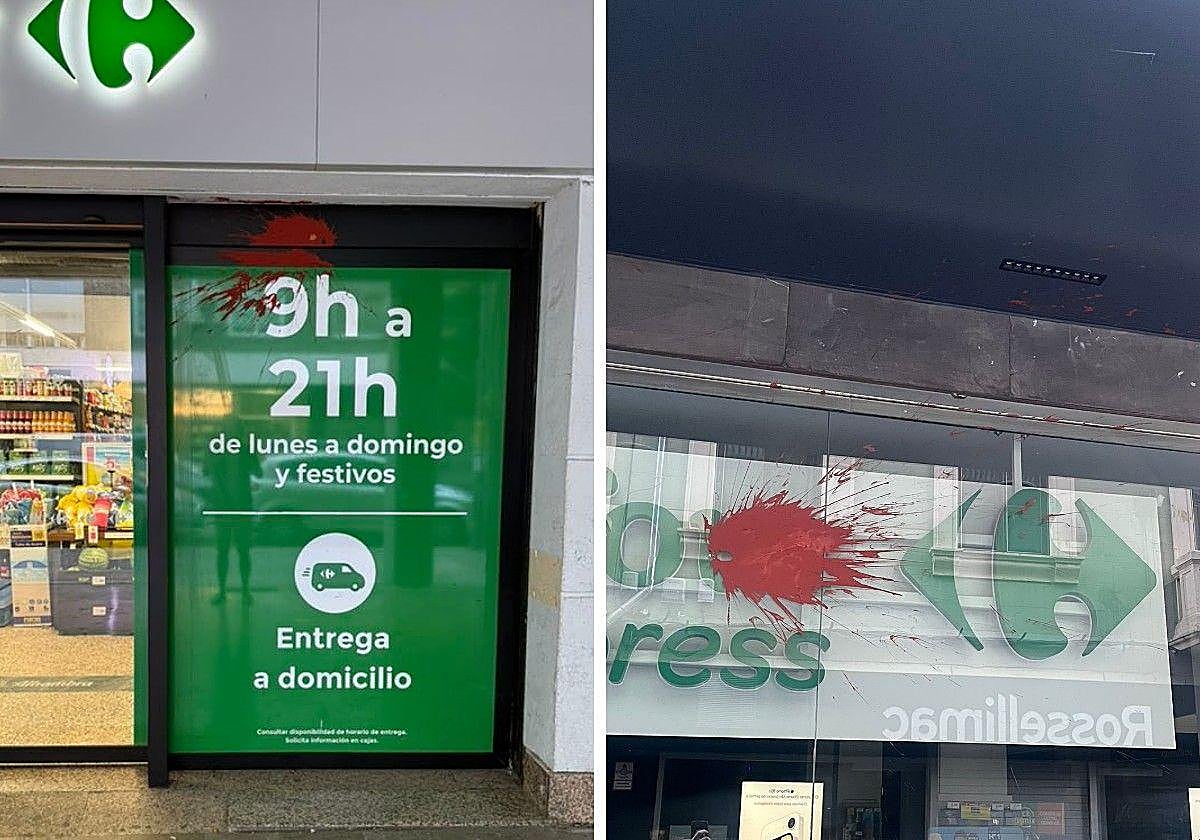 9h a
21h
de lunes a domingo
y festivos
Entrega
a domicilio
Consultar disponibilidad de horario de entrega.
Solicita información en cajas.
press
Rossellimac